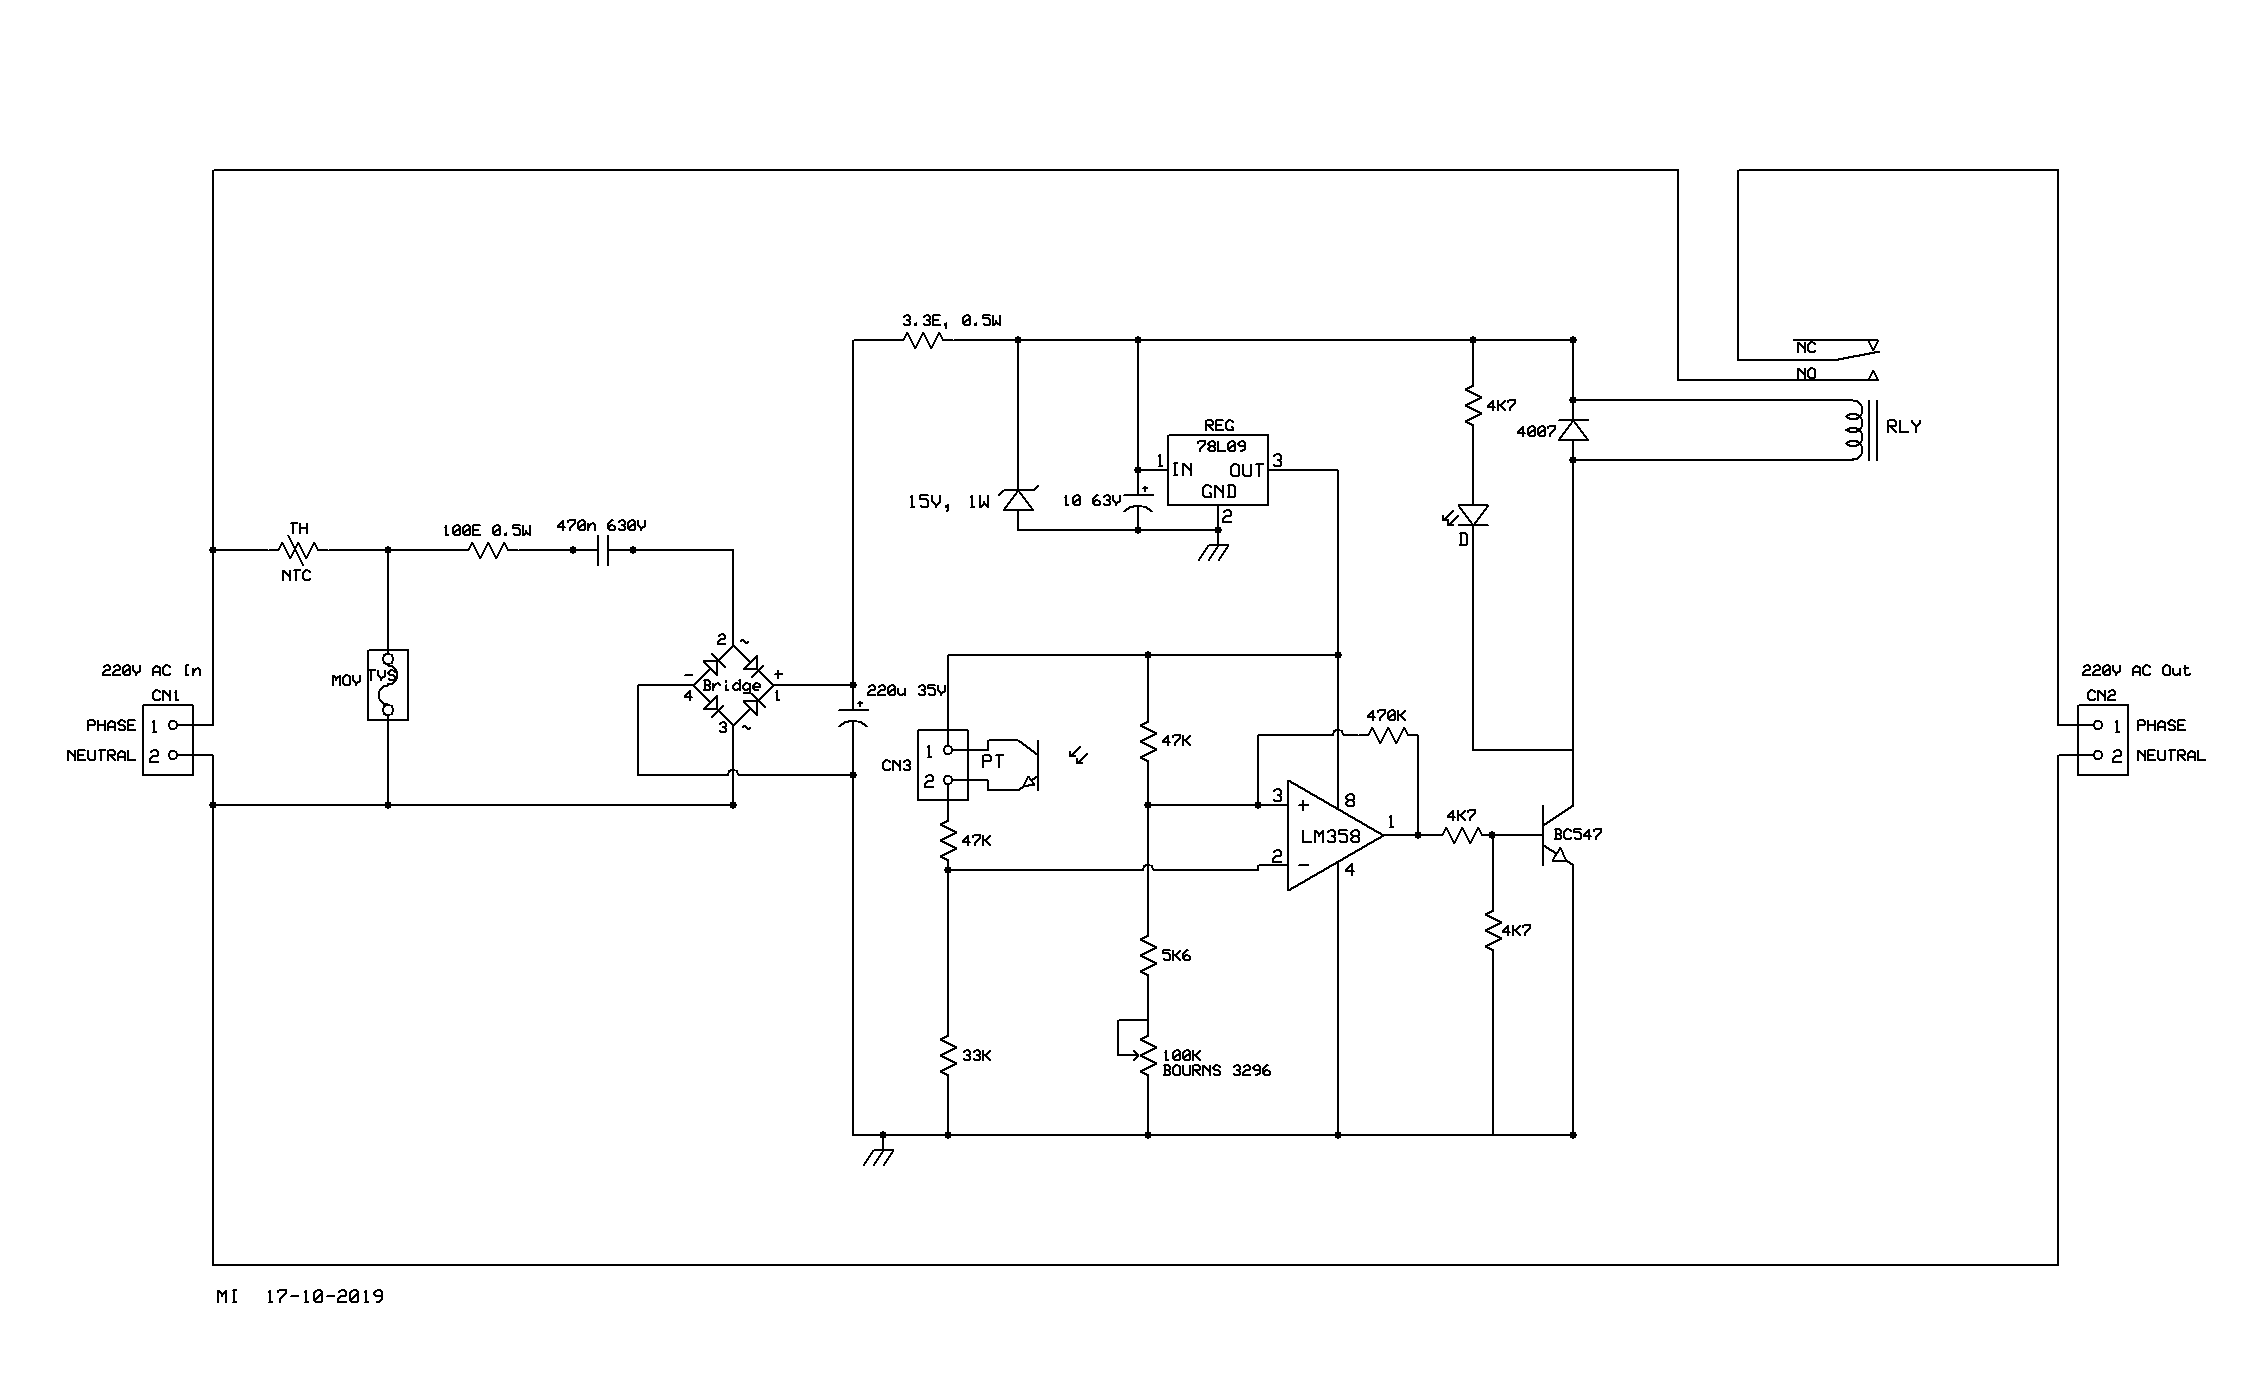 3.3E, 0.5W
NC
NO
4K7
4007
RLY
REG
78L09
1 IN OUT 3
GND
2
15V, 1W
10 63V +
D
TH
NTC
100E 0.5W
470n 630V
220V AC In
CN1
PHASE 1
NEUTRAL 2
MOV TVS
2 ~
- +
Bridge
4 1
3 ~
220u 35V
+
CN3
1
2
PT
47K
470K
47K
3 + 8
LM358 1
2 - 4
4K7
BC547
4K7
5K6
33K
100K
BOURNS 3296
220V AC Out
CN2
1 PHASE
2 NEUTRAL
MI 17-10-2019